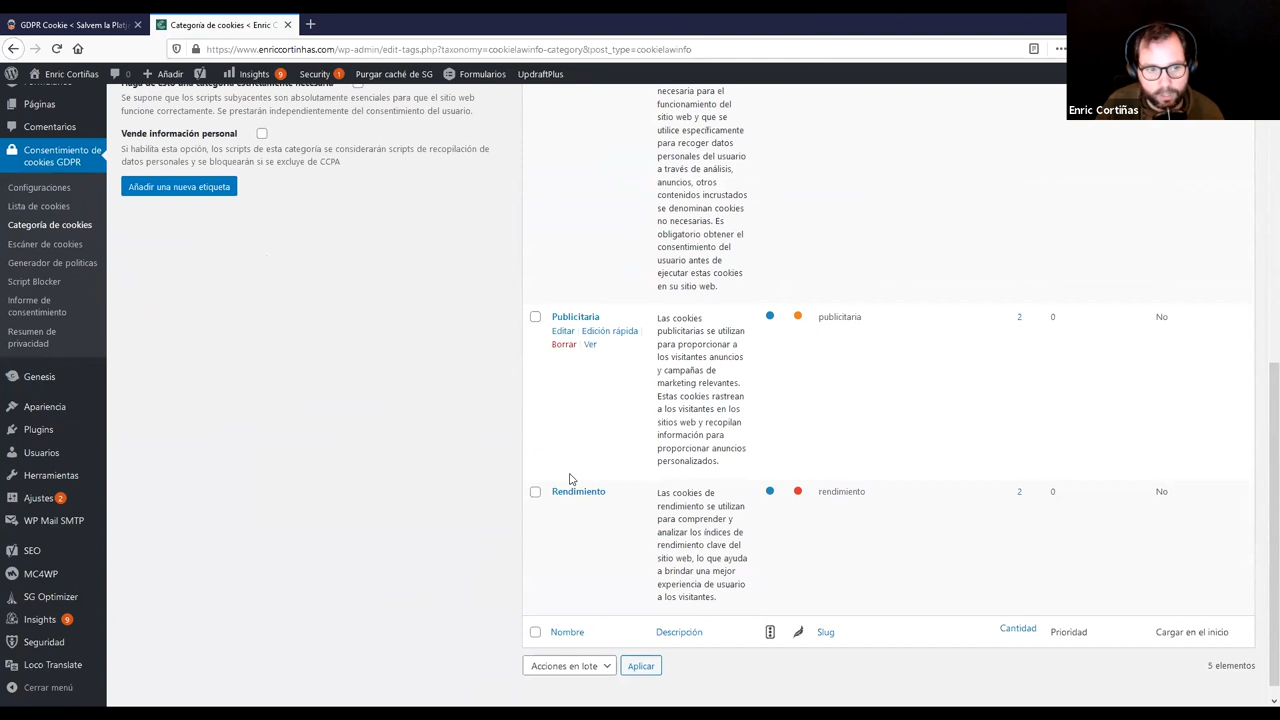 GDPR Cookie < Salvem la Platj
Categoría de cookies < Enric C
https://www.enriccortinhas.com/wp-admin/edit-tags.php?taxonomy=cookielawinfo-category&post_type=cookielawinfo
Enric Cortiñas
0
Añadir
Insights 9
Security 1
Purgar caché de SG
Formularios
UpdraftPlus
Enric Cortiñas
Páginas
Comentarios
Consentimiento de
cookies GDPR
Configuraciones
Lista de cookies
Categoría de cookies
Escáner de cookies
Generador de politicas
Script Blocker
Informe de
consentimiento
Resumen de
privacidad
Genesis
Apariencia
Plugins
Usuarios
Herramientas
Ajustes 2
WP Mail SMTP
SEO
MC4WP
SG Optimizer
Insights 9
Seguridad
Loco Translate
Cerrar menú
Se supone que los scripts subyacentes son absolutamente esenciales para que el sitio web
funcione correctamente. Se prestarán independientemente del consentimiento del usuario.
Vende información personal
Si habilita esta opción, los scripts de esta categoría se considerarán scripts de recopilación de
datos personales y se bloquearán si se excluye de CCPA
Añadir una nueva etiqueta
necesaria para el
funcionamiento del
sitio web y que se
utilice específicamente
para recoger datos
personales del usuario
a través de análisis,
anuncios, otros
contenidos incrustados
se denominan cookies
no necesarias. Es
obligatorio obtener el
consentimiento del
usuario antes de
ejecutar estas cookies
en su sitio web.
Publicitaria
Editar | Edición rápida |
Borrar | Ver
Las cookies
publicitarias se utilizan
para proporcionar a
los visitantes anuncios
y campañas de
marketing relevantes.
Estas cookies rastrean
a los visitantes en los
sitios web y recopilan
información para
proporcionar anuncios
personalizados.
publicitaria
2
0
No
Rendimiento
Las cookies de
rendimiento se utilizan
para comprender y
analizar los índices de
rendimiento clave del
sitio web, lo que ayuda
a brindar una mejor
experiencia de usuario
a los visitantes.
rendimiento
2
0
No
Nombre
Descripción
Slug
Cantidad
Prioridad
Cargar en el inicio
Acciones en lote
Aplicar
5 elementos